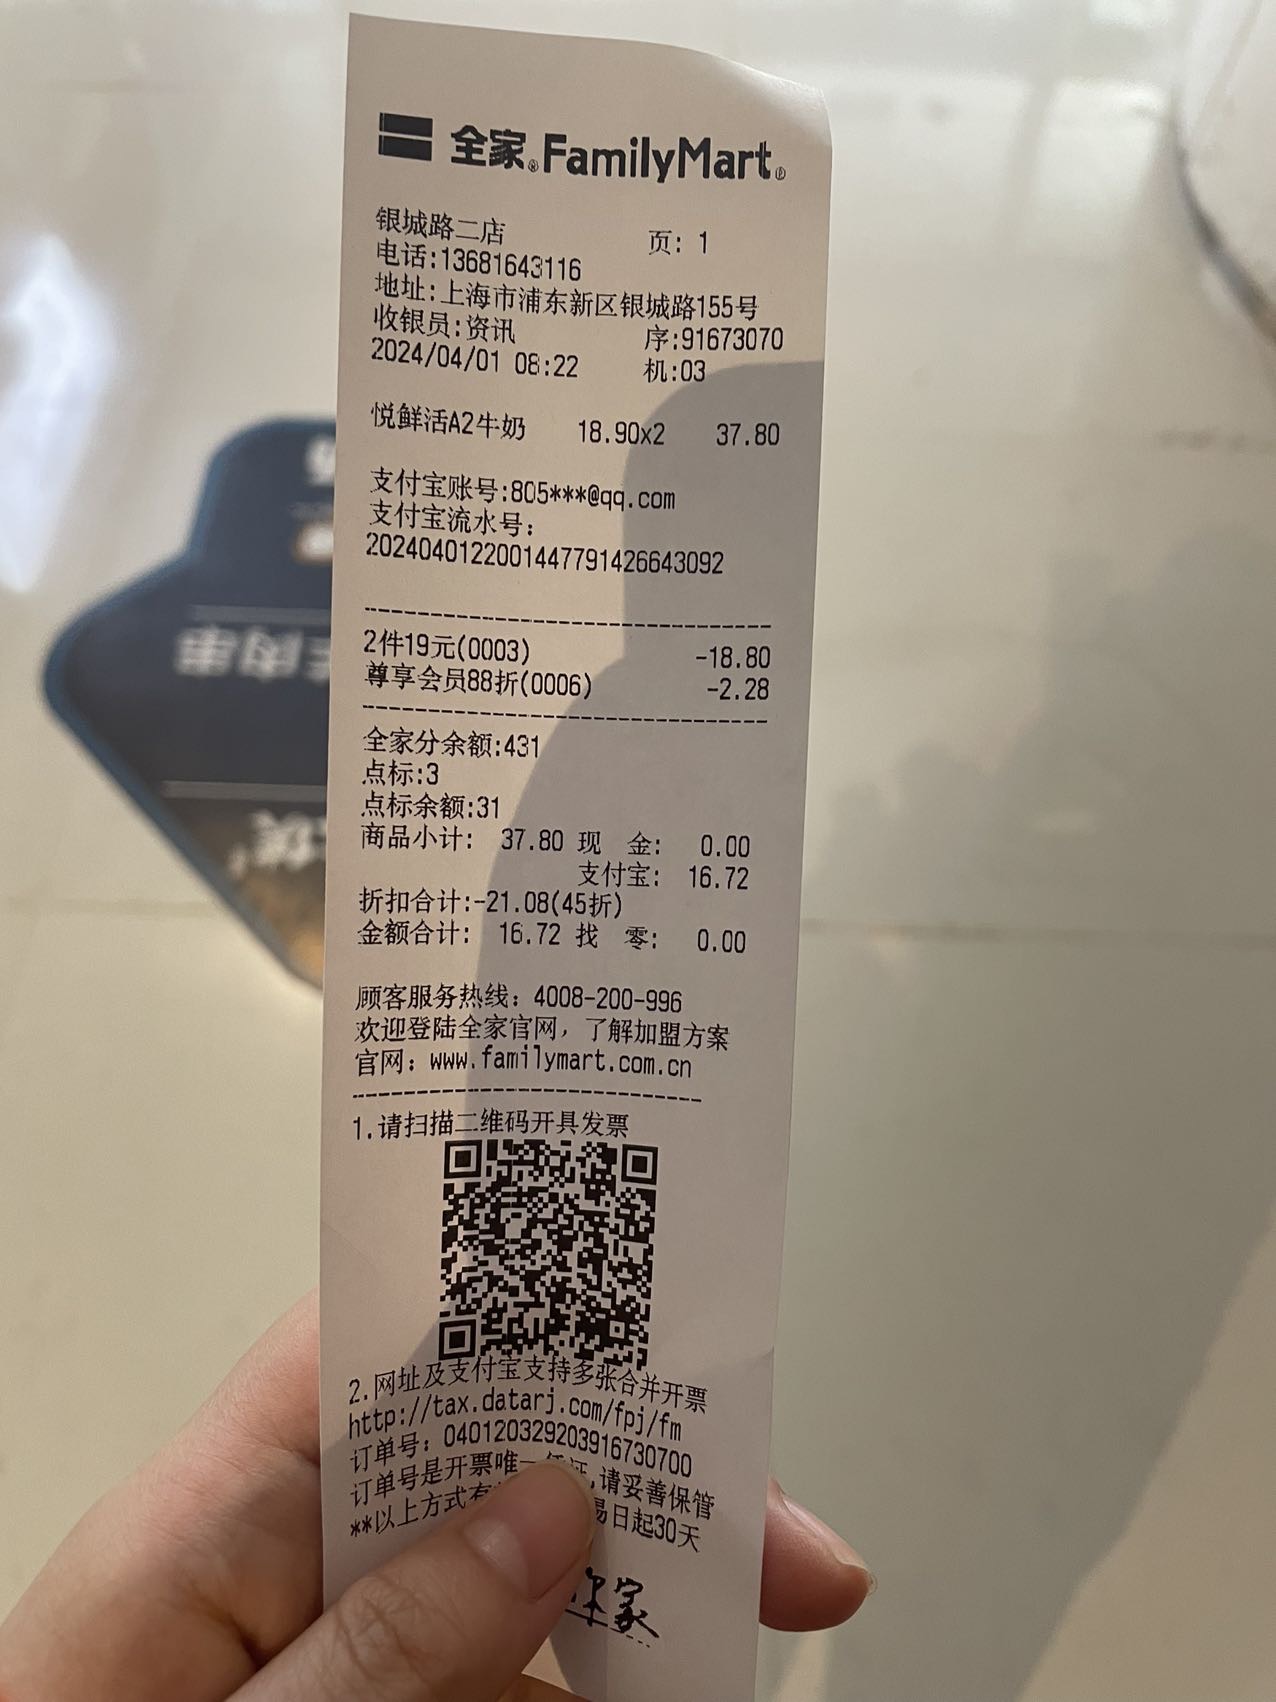 全家®FamilyMart®
银城路二店 页: 1
电话:13681643116
地址:上海市浦东新区银城路155号
收银员:资讯 序:91673070
2024/04/01 08:22 机:03
悦鲜活A2牛奶 18.90x2 37.80
支付宝账号:805***@qq.com
支付宝流水号:
2024040122001447791426643092
2件19元(0003) -18.80
尊享会员88折(0006) -2.28
全家分余额:431
点标:3
点标余额:31
商品小计: 37.80 现 金: 0.00
支付宝: 16.72
折扣合计:-21.08(45折)
金额合计: 16.72 找 零: 0.00
顾客服务热线: 4008-200-996
欢迎登陆全家官网, 了解加盟方案
官网: www.familymart.com.cn
1.请扫描二维码开具发票
2.网址及支付宝支持多张合并开票
http://tax.datarj.com/fpj/fm
订单号: 040120329203916730700
订单号是开票唯一凭证,请妥善保管
**以上方式有 易日起30天
家
肉串